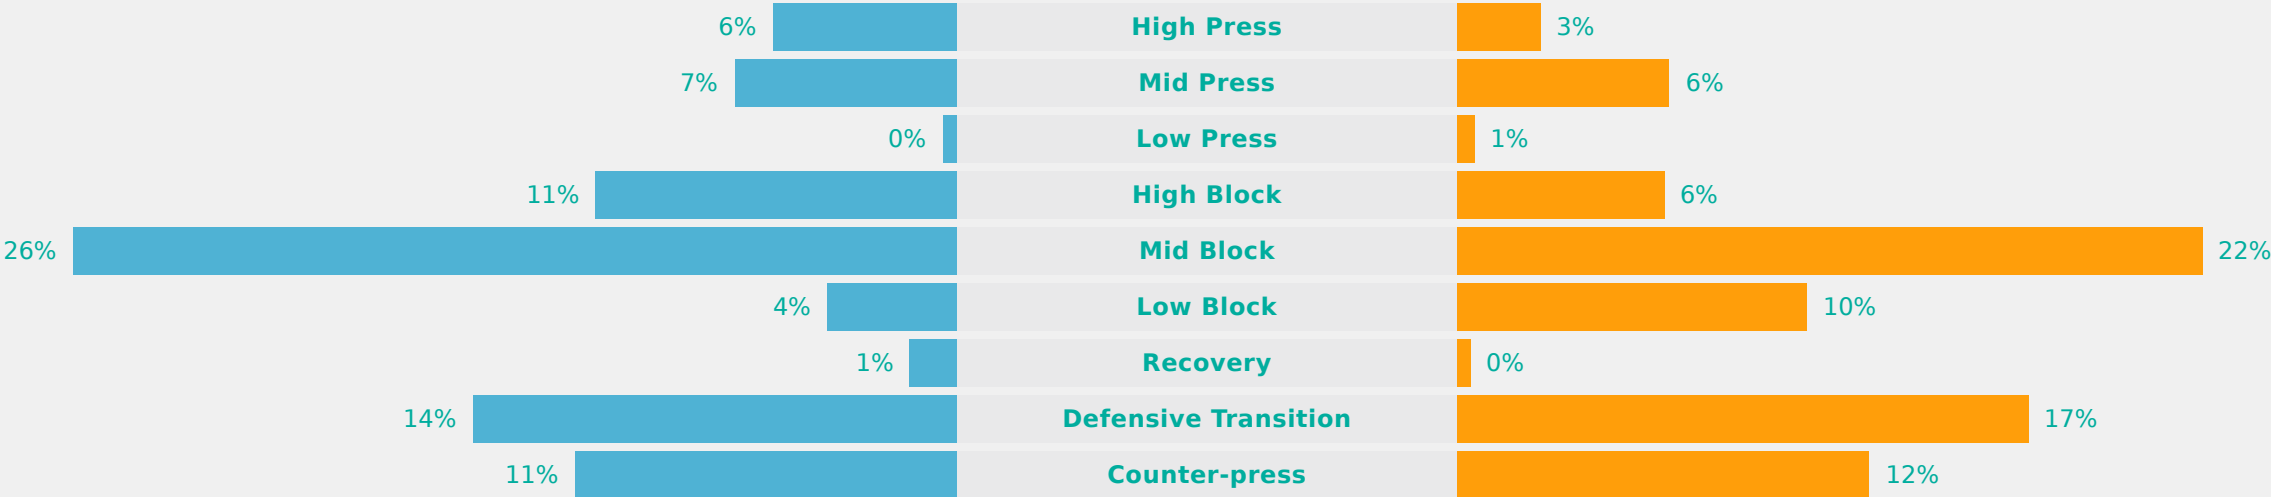 6% High Press 3%
7% Mid Press 6%
0% Low Press 1%
11% High Block 6%
26% Mid Block 22%
4% Low Block 10%
1% Recovery 0%
14% Defensive Transition 17%
11% Counter-press 12%